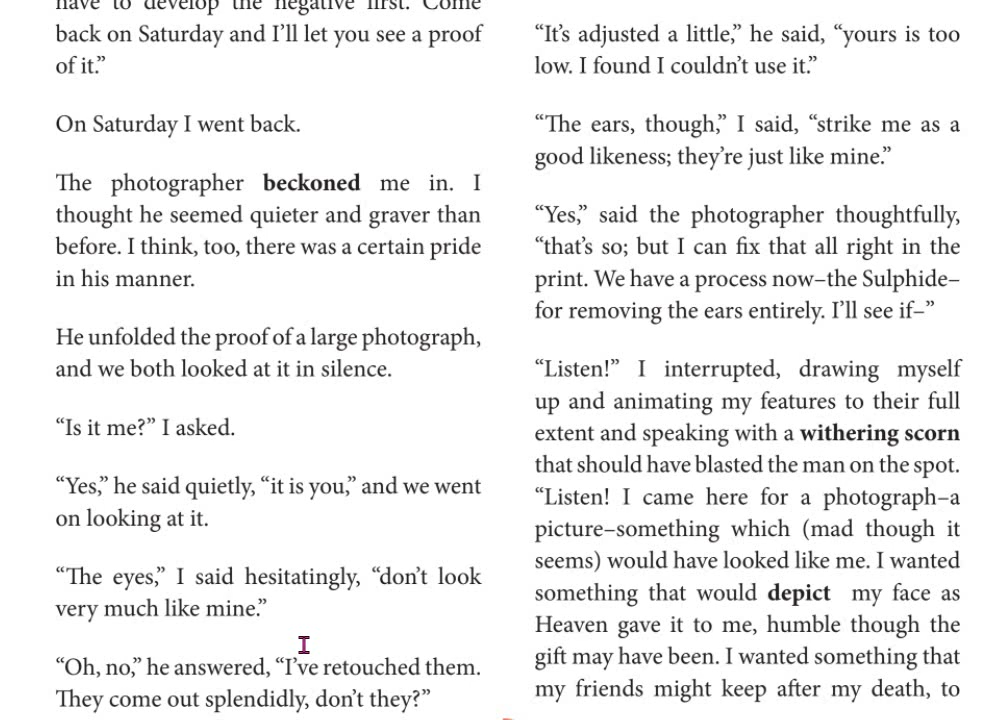 have to develop the negative first. Come
back on Saturday and I’ll let you see a proof
of it.”
On Saturday I went back.
The photographer beckoned me in. I
thought he seemed quieter and graver than
before. I think, too, there was a certain pride
in his manner.
He unfolded the proof of a large photograph,
and we both looked at it in silence.
“Is it me?” I asked.
“Yes,” he said quietly, “it is you,” and we went
on looking at it.
“The eyes,” I said hesitatingly, “don’t look
very much like mine.”
“Oh, no,” he answered, “I’ve retouched them.
They come out splendidly, don’t they?”
“It’s adjusted a little,” he said, “yours is too
low. I found I couldn’t use it.”
“The ears, though,” I said, “strike me as a
good likeness; they’re just like mine.”
“Yes,” said the photographer thoughtfully,
“that’s so; but I can fix that all right in the
print. We have a process now–the Sulphide–
for removing the ears entirely. I’ll see if–”
“Listen!” I interrupted, drawing myself
up and animating my features to their full
extent and speaking with a withering scorn
that should have blasted the man on the spot.
“Listen! I came here for a photograph–a
picture–something which (mad though it
seems) would have looked like me. I wanted
something that would depict my face as
Heaven gave it to me, humble though the
gift may have been. I wanted something that
my friends might keep after my death, to